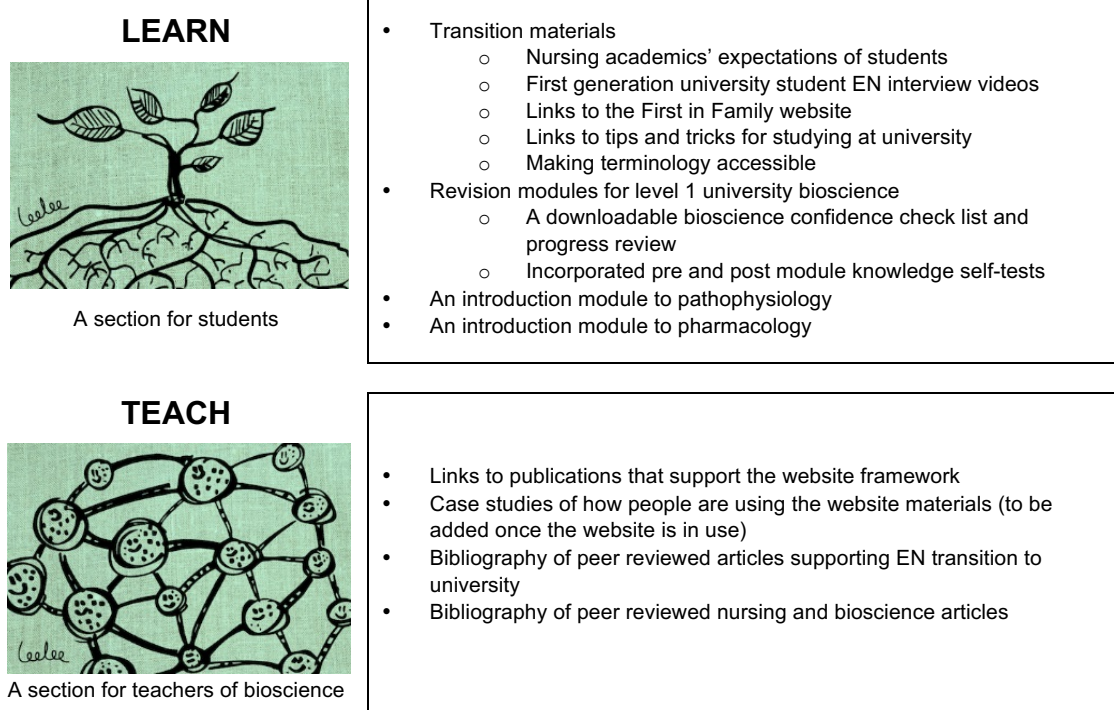 LEARN
leelee
A section for students
• Transition materials
o Nursing academics’ expectations of students
o First generation university student EN interview videos
o Links to the First in Family website
o Links to tips and tricks for studying at university
o Making terminology accessible
• Revision modules for level 1 university bioscience
o A downloadable bioscience confidence check list and
progress review
o Incorporated pre and post module knowledge self-tests
• An introduction module to pathophysiology
• An introduction module to pharmacology
TEACH
leelee
A section for teachers of bioscience
• Links to publications that support the website framework
• Case studies of how people are using the website materials (to be
added once the website is in use)
• Bibliography of peer reviewed articles supporting EN transition to
university
• Bibliography of peer reviewed nursing and bioscience articles